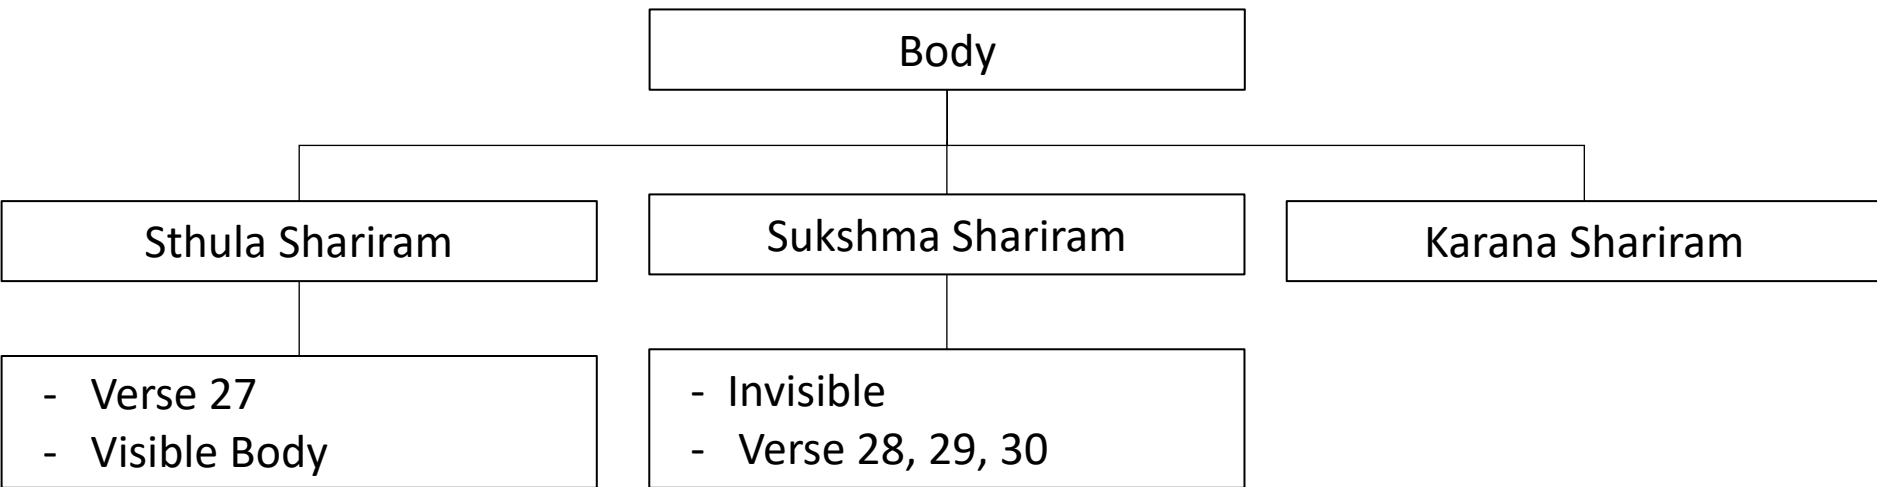 Body
Sthula Shariram
Sukshma Shariram
Karana Shariram
- Verse 27
- Visible Body
- Invisible
- Verse 28, 29, 30